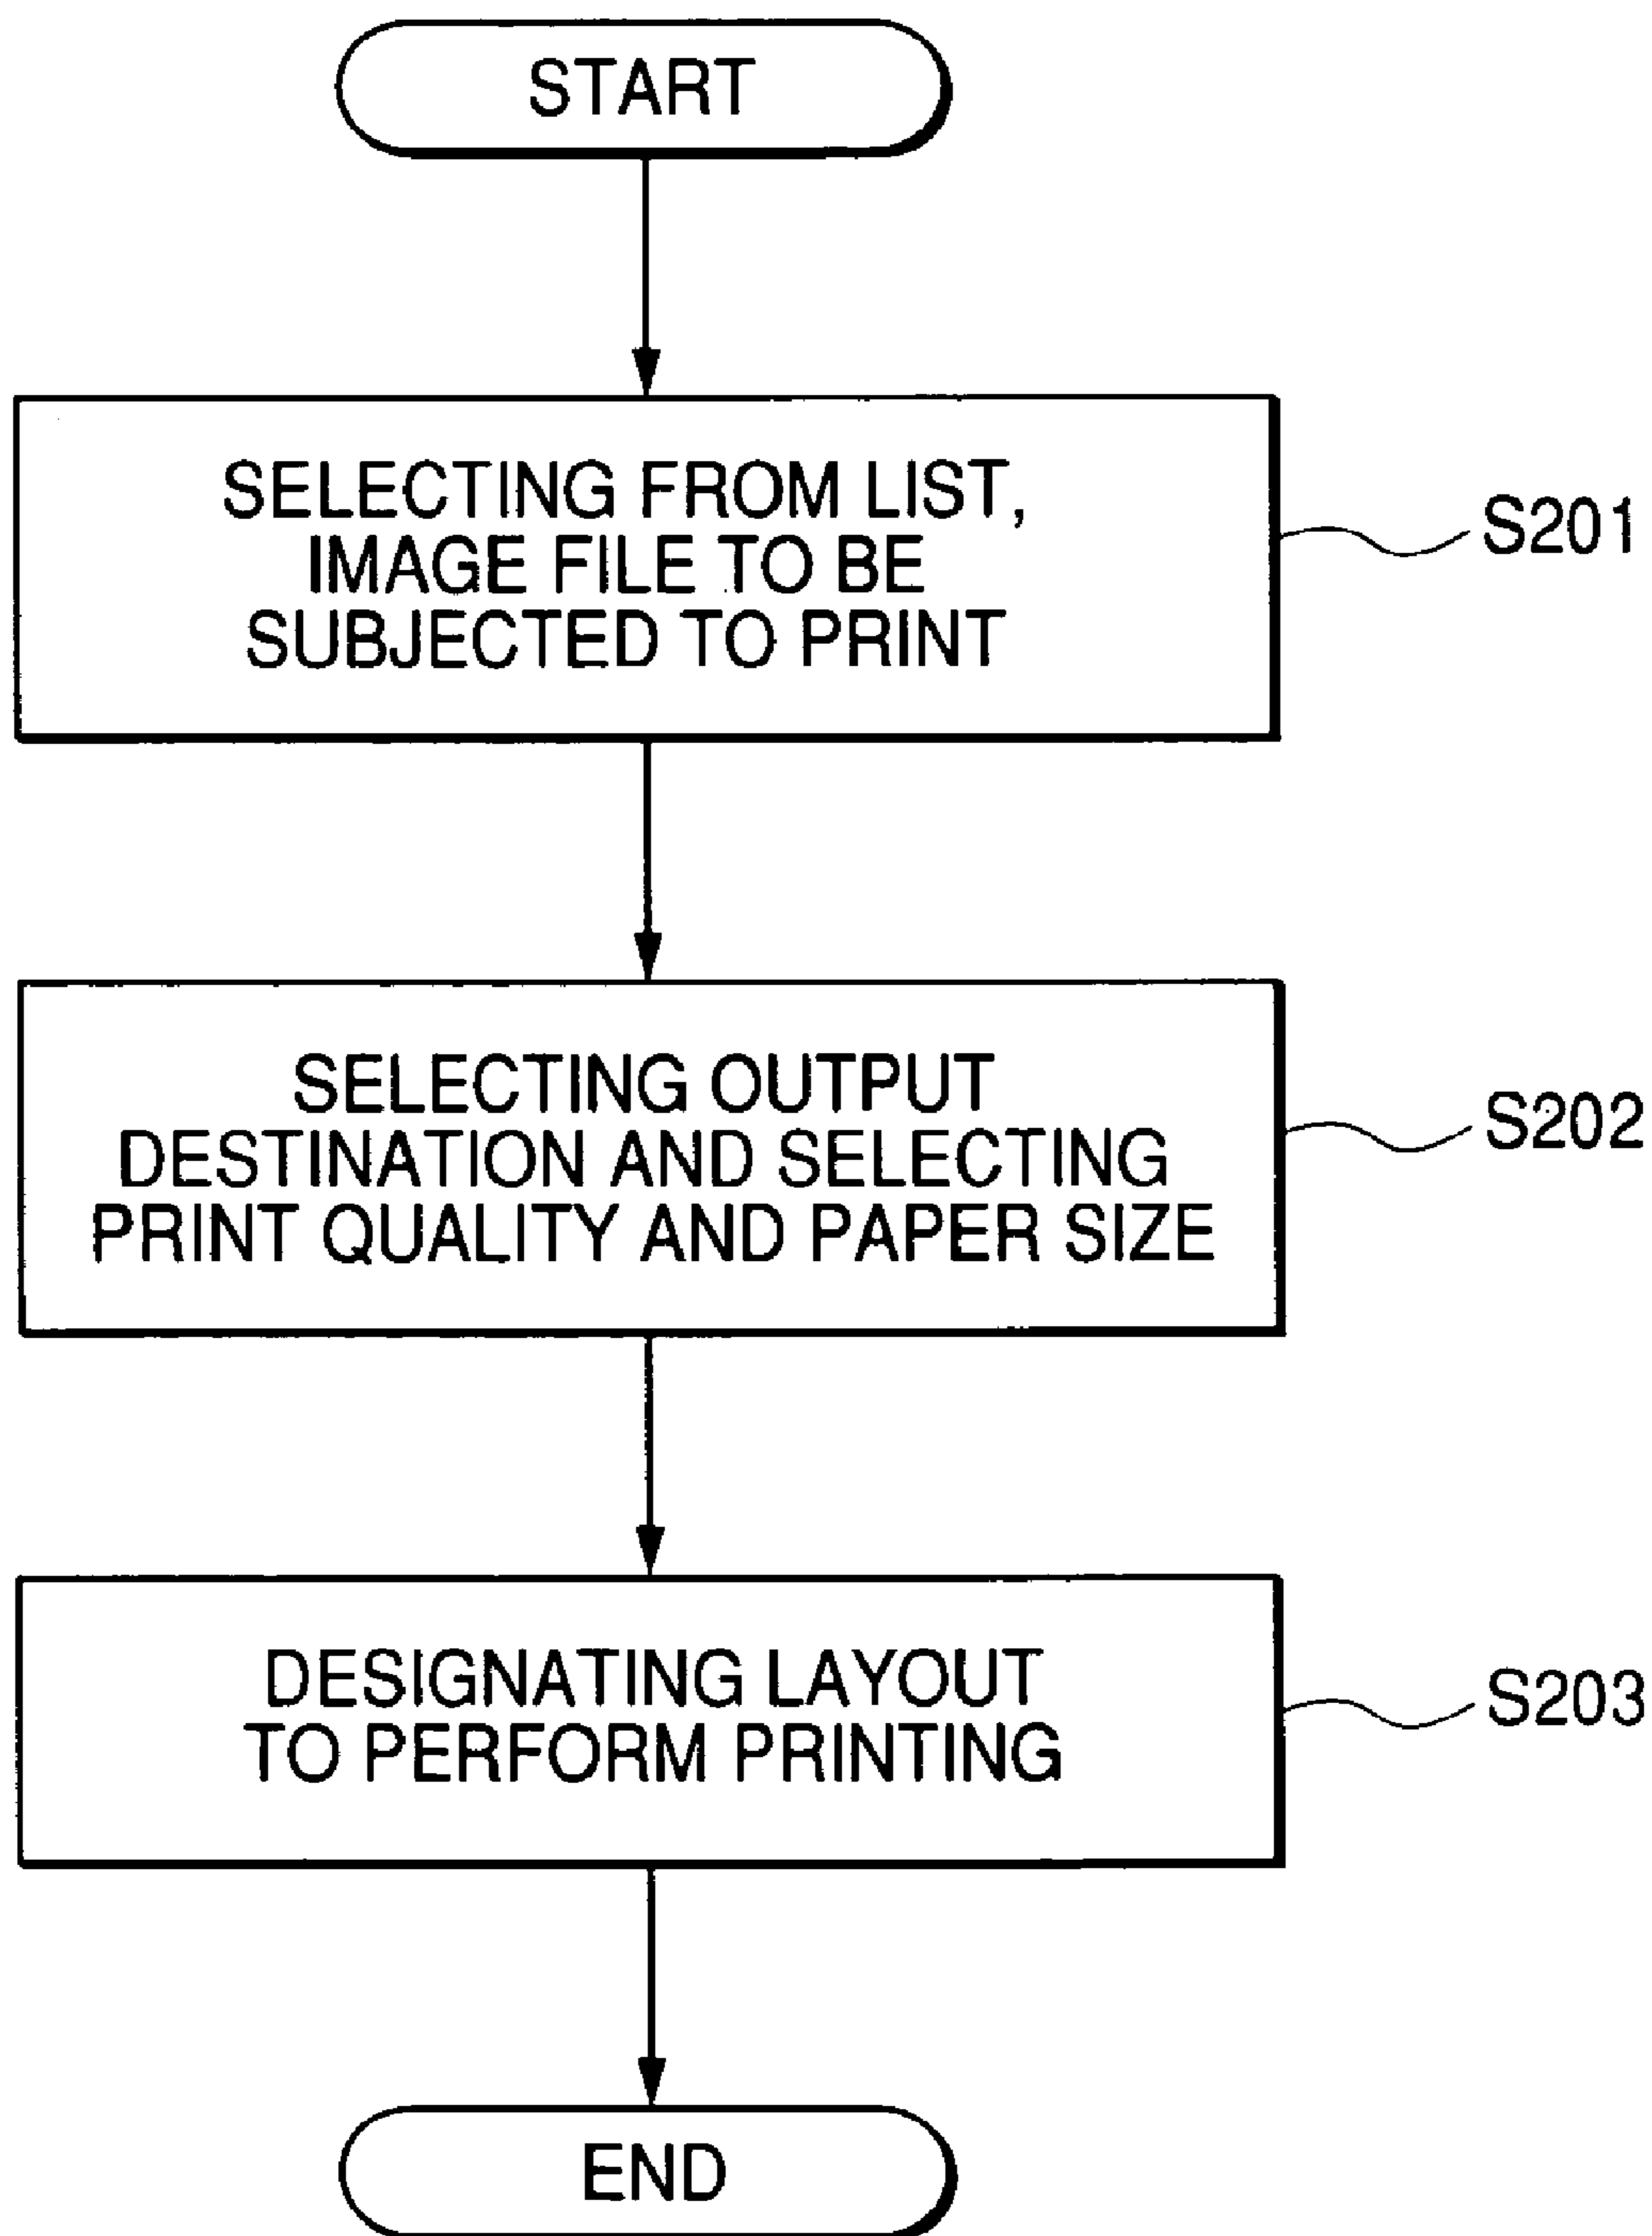 START
SELECTING FROM LIST,
IMAGE FILE TO BE
SUBJECTED TO PRINT
S201
SELECTING OUTPUT
DESTINATION AND SELECTING
PRINT QUALITY AND PAPER SIZE
S202
DESIGNATING LAYOUT
TO PERFORM PRINTING
S203
END